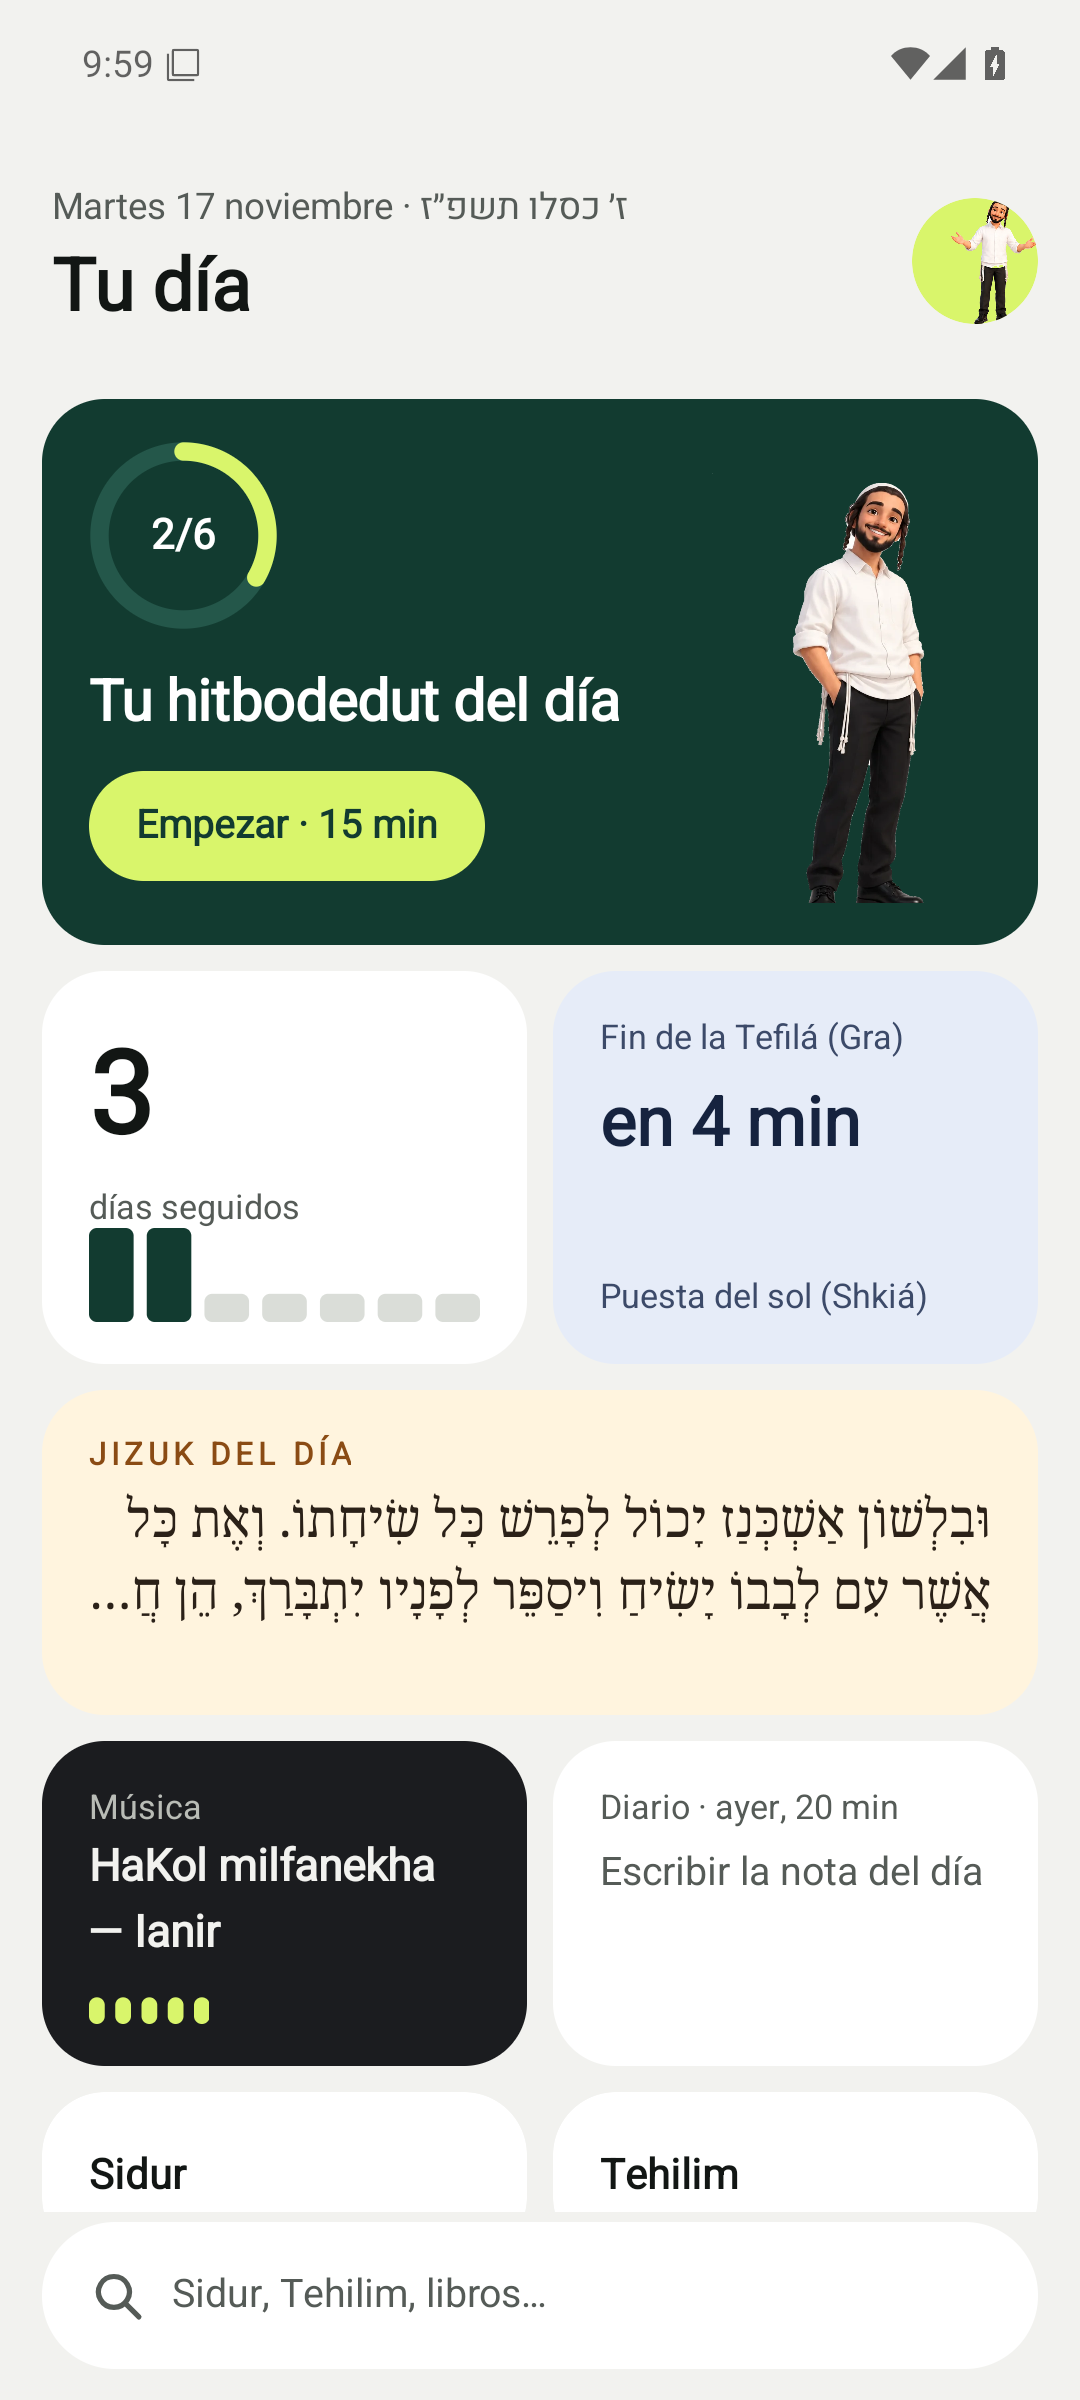 9:59
Martes 17 noviembre · ז׳ כסלו תשפ״ז
Tu día
2/6
Tu hitbodedut del día
Empezar · 15 min
3
días seguidos
Fin de la Tefilá (Gra)
en 4 min
Puesta del sol (Shkiá)
JIZUK DEL DÍA
וּבִלְשׁוֹן אַשְׁכְּנַז יָכוֹל לְפָרֵשׁ כָּל שִׂיחָתוֹ. וְאֶת כָּל
אֲשֶׁר עִם לְבָבוֹ יָשִׂיחַ וִיסַפֵּר לְפָנָיו יִתְבָּרַךְ, הֵן חֲ...
Música
HaKol milfanekha
— Ianir
Diario · ayer, 20 min
Escribir la nota del día
Sidur
Tehilim
Sidur, Tehilim, libros...